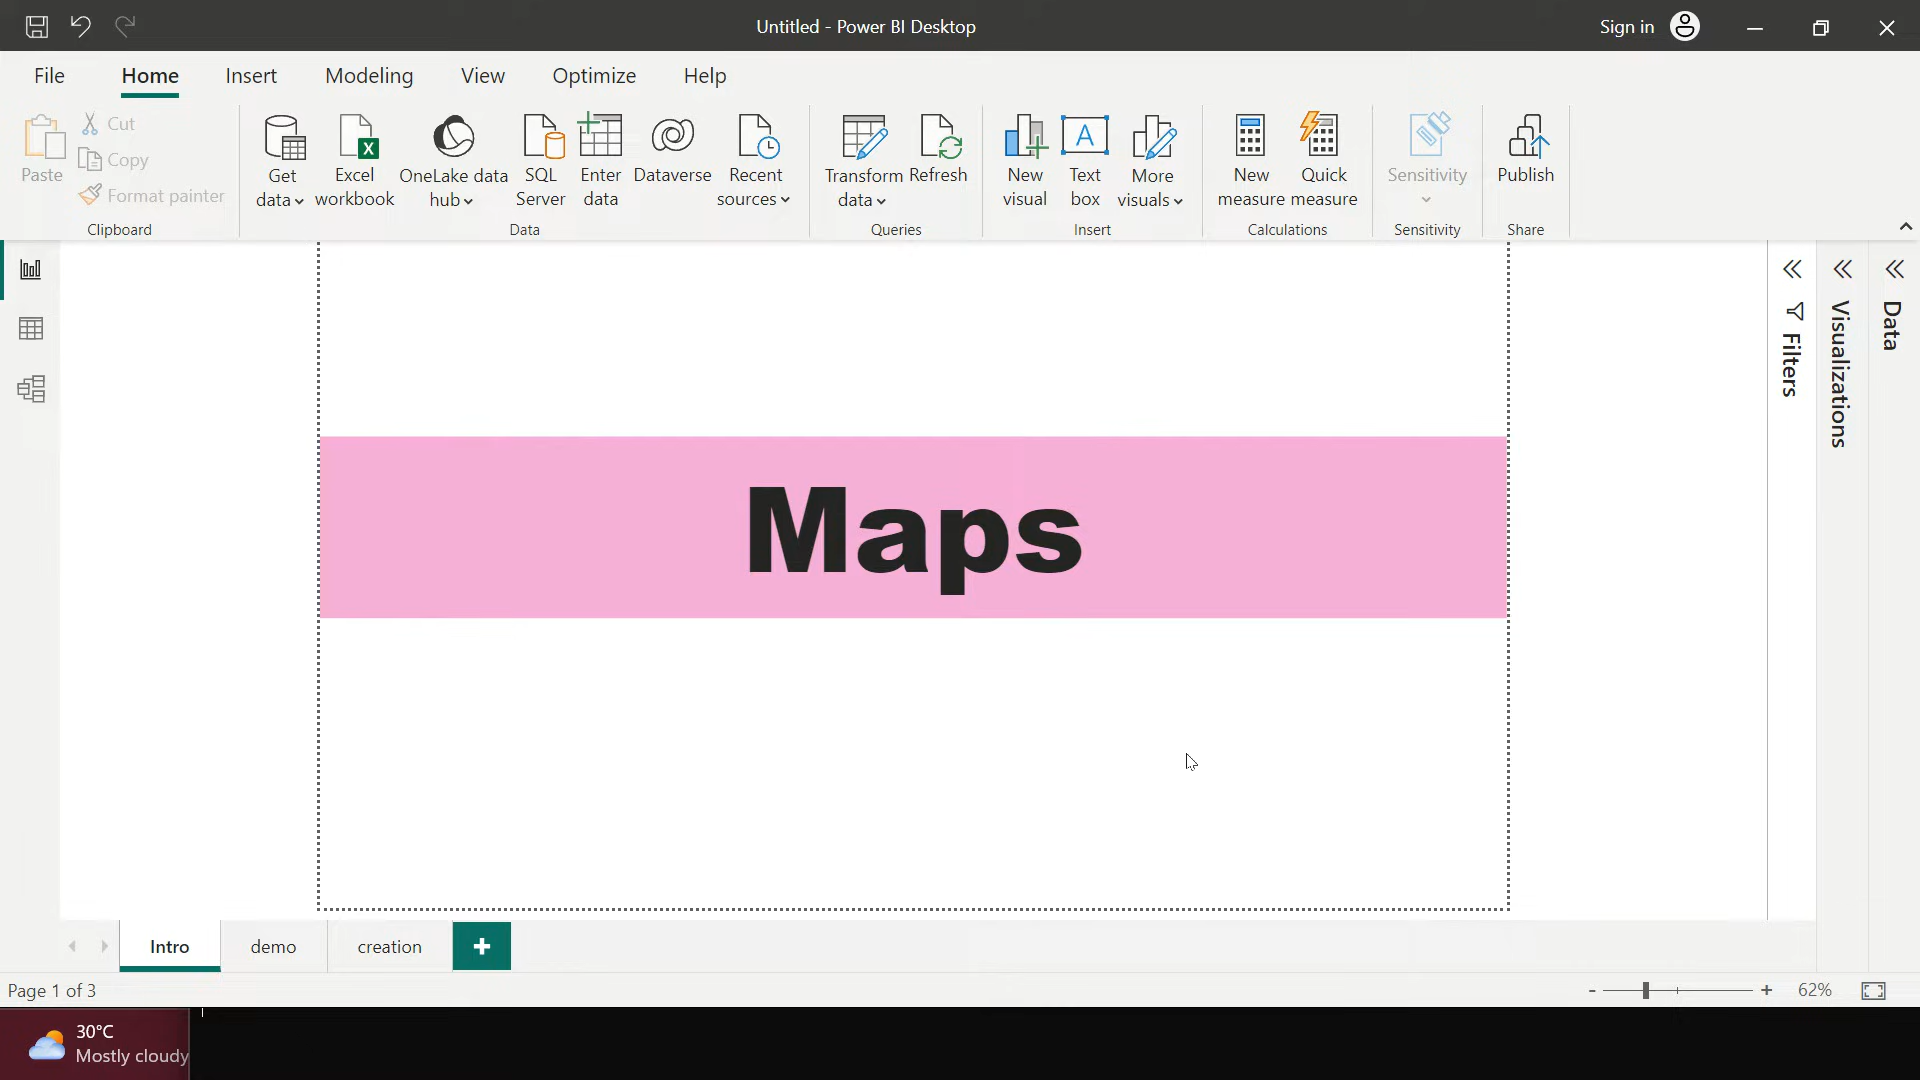 Untitled - Power BI Desktop
Sign in
File
Home
Insert
Modeling
View
Optimize
Help
Paste
Cut
Copy
Format painter
Clipboard
Get data
Excel workbook
OneLake data hub
SQL Server
Enter data
Dataverse
Recent sources
Data
Transform data
Refresh
Queries
New visual
A
Text box
More visuals
Insert
New measure
Quick measure
Calculations
Sensitivity
Sensitivity
Publish
Share
Filters
Visualizations
Data
Maps
Intro
demo
creation
+
Page 1 of 3
-
+
62%
30°C
Mostly cloudy